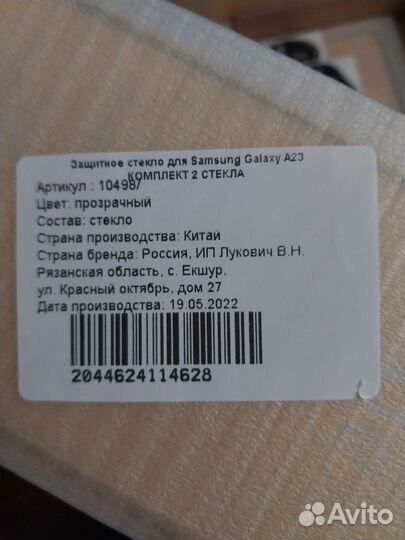 Защитное стекло для Samsung Galaxy A23
КОМПЛЕКТ 2 СТЕКЛА
Артикул : 104987
Цвет: прозрачный
Состав: стекло
Страна производства: Китай
Страна бренда: Россия, ИП Лукович В.Н.
Рязанская область, с. Екшур,
ул. Красный октябрь, дом 27
Дата производства: 19.05.2022
2044624114628
Avito